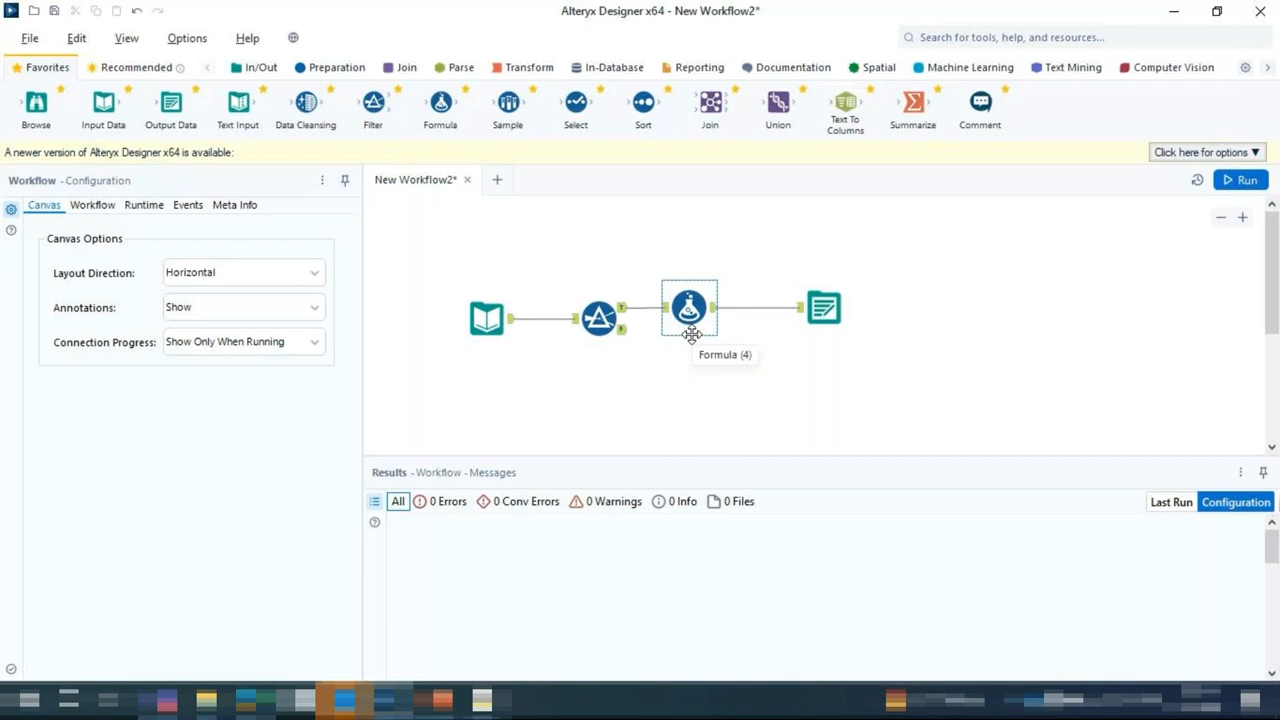 Alteryx Designer x64 - New Workflow2*
File Edit View Options Help
Search for tools, help, and resources...
Favorites Recommended In/Out Preparation Join Parse Transform In-Database Reporting Documentation Spatial Machine Learning Text Mining Computer Vision
Browse Input Data Output Data Text Input Data Cleansing Filter Formula Sample Select Sort Join Union Text To Columns Summarize Comment
A newer version of Alteryx Designer x64 is available:
Click here for options ▼
Workflow - Configuration
New Workflow2*
Run
Canvas Workflow Runtime Events Meta Info
Canvas Options
Layout Direction: Horizontal
Annotations: Show
Connection Progress: Show Only When Running
T
F
Formula (4)
Results - Workflow - Messages
All 0 Errors 0 Conv Errors 0 Warnings 0 Info 0 Files
Last Run Configuration